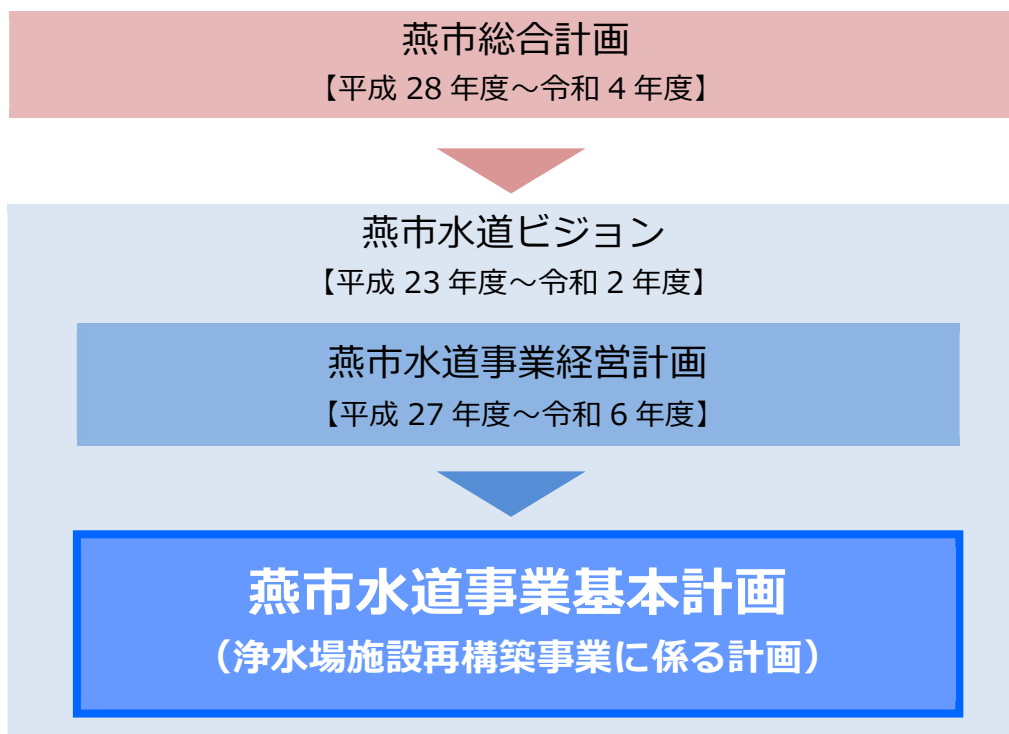 燕市総合計画
【平成 28 年度～令和 4 年度】
燕市水道ビジョン
【平成 23 年度～令和 2 年度】
燕市水道事業経営計画
【平成 27 年度～令和 6 年度】
燕市水道事業基本計画
（浄水場施設再構築事業に係る計画）